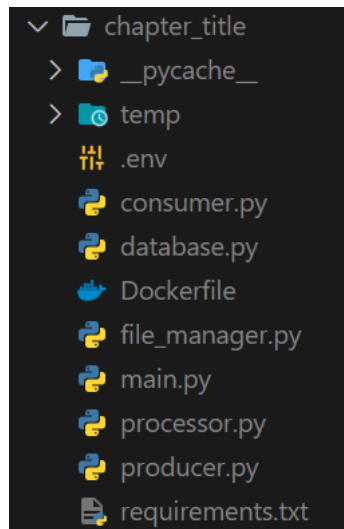 chapter_title
__pycache__
temp
.env
consumer.py
database.py
Dockerfile
file_manager.py
main.py
processor.py
producer.py
requirements.txt